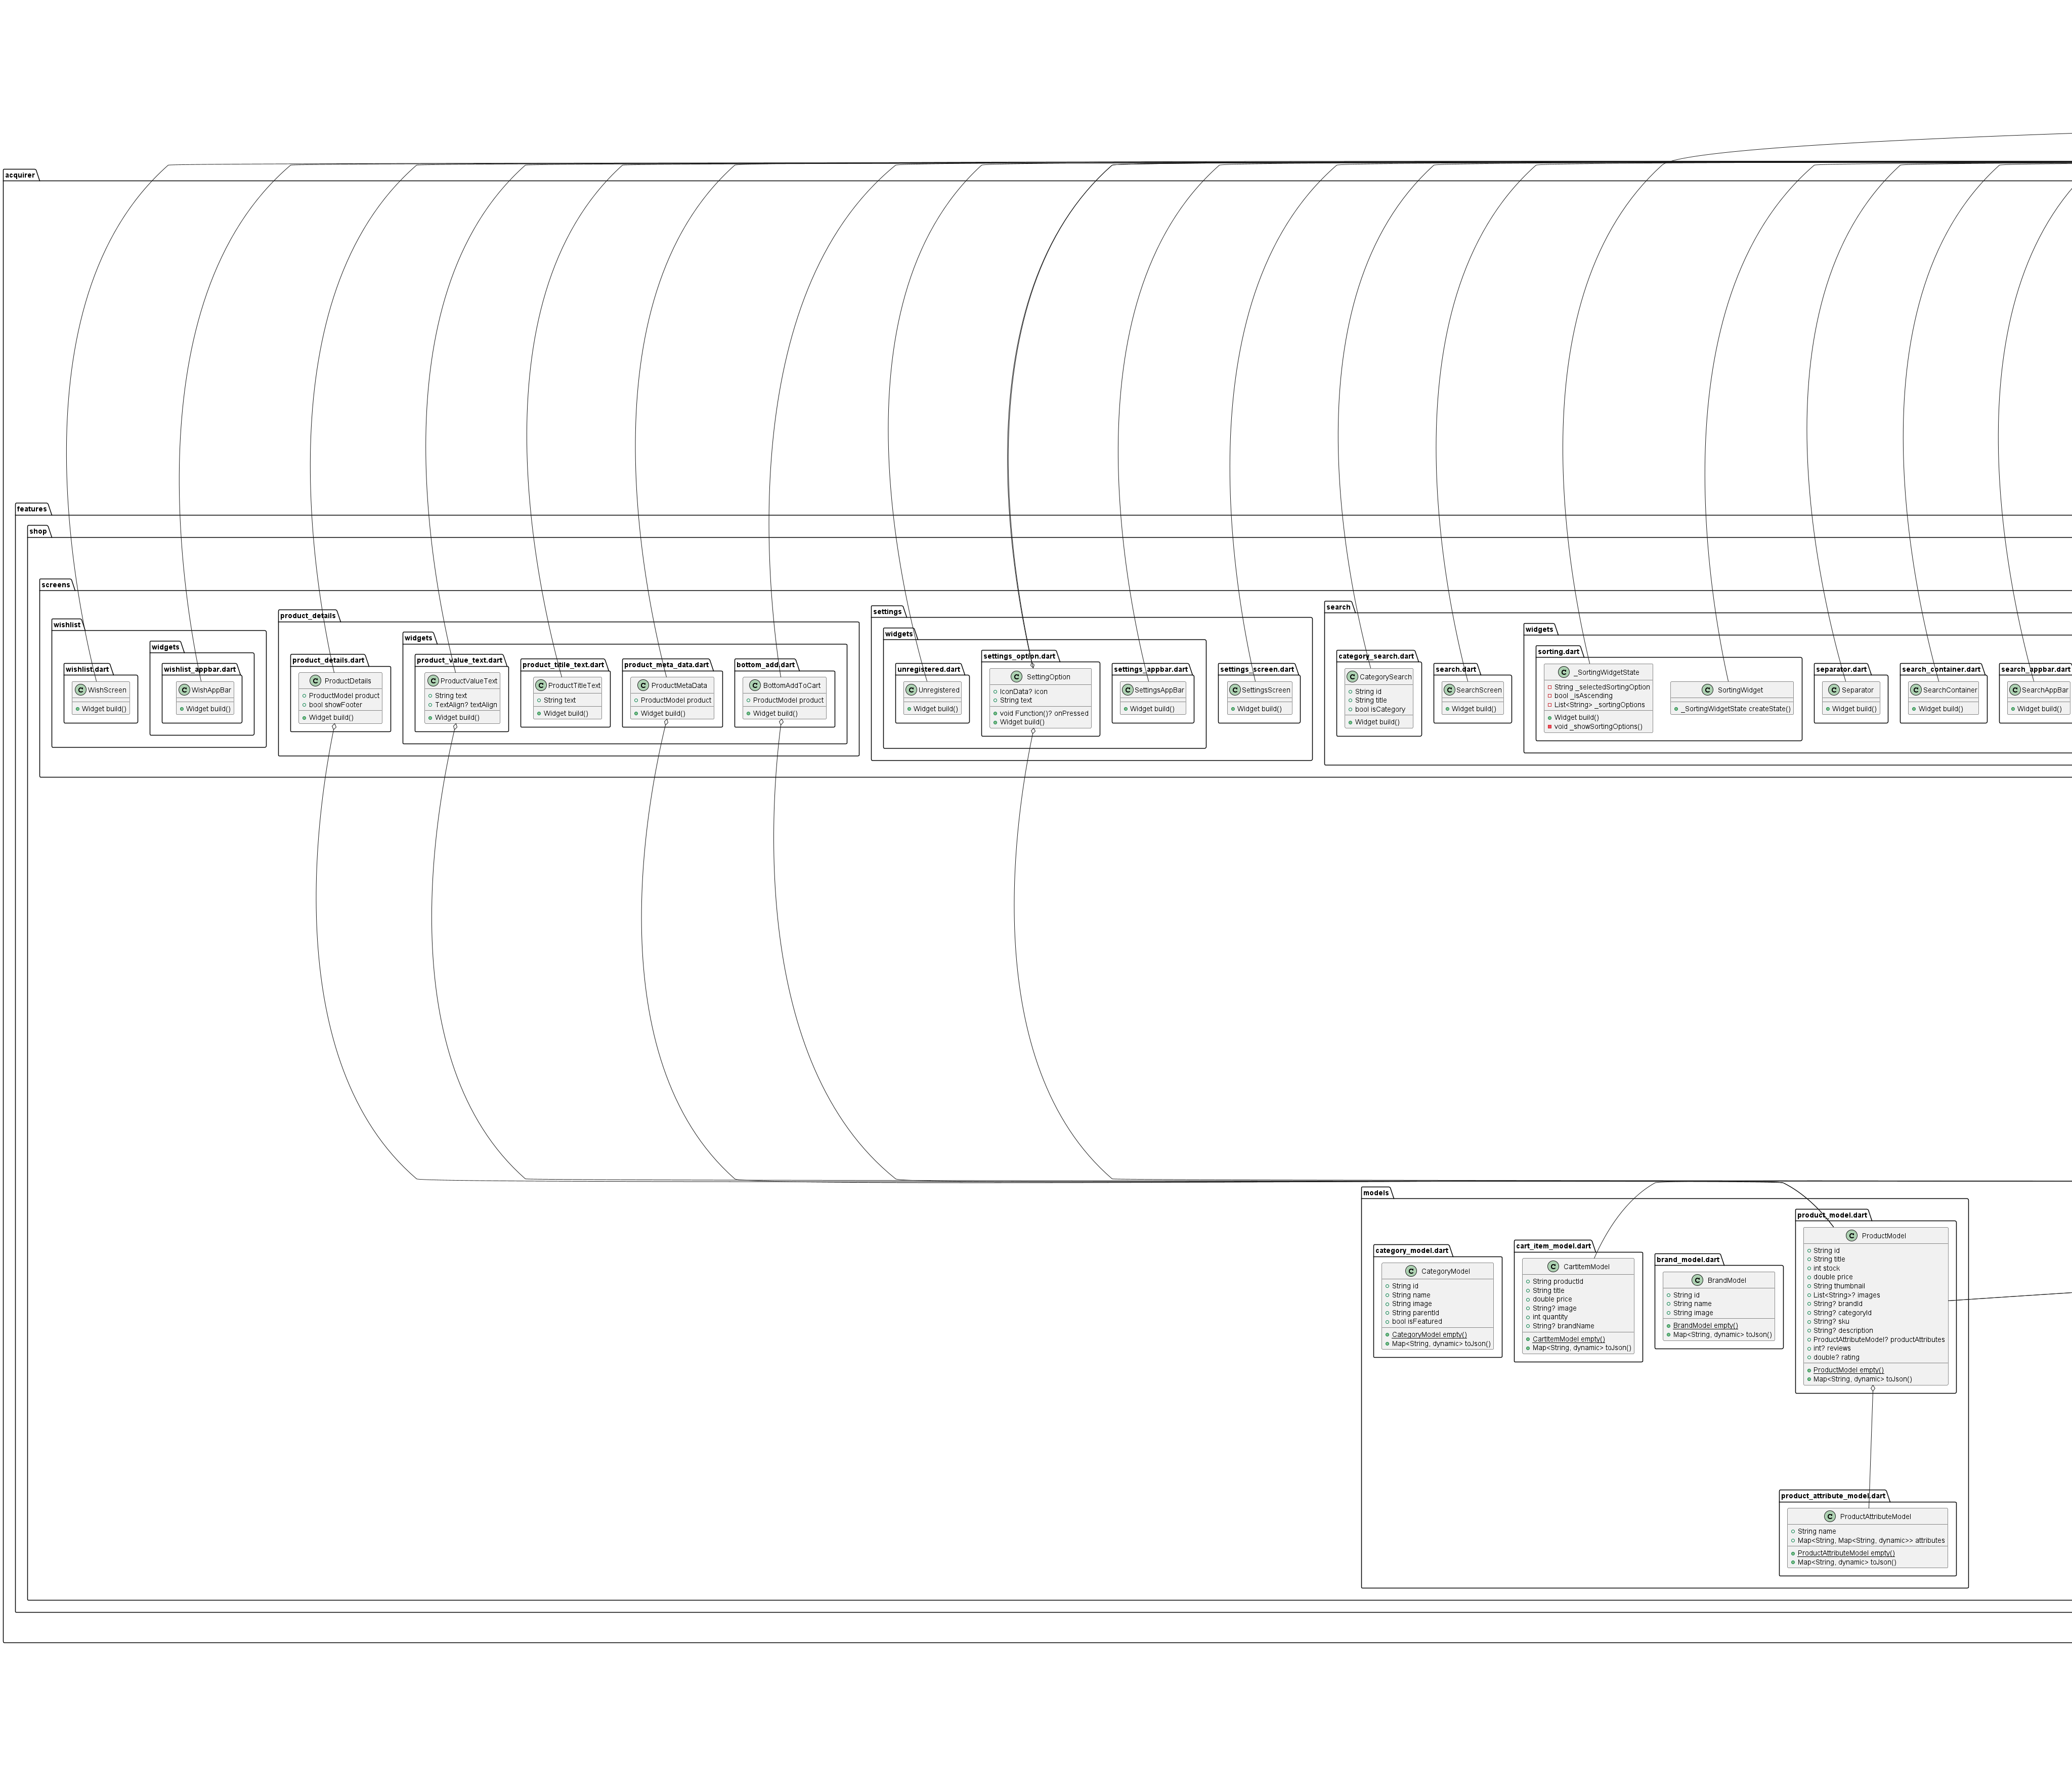 acquirer
features
shop
screens
wishlist
wishlist.dart
C WishScreen
Widget build()
widgets
wishlist_appbar.dart
C WishAppBar
Widget build()
product_details
product_details.dart
C ProductDetails
ProductModel product
bool showFooter
Widget build()
widgets
product_value_text.dart
C ProductValueText
String text
TextAlign? textAlign
Widget build()
product_titile_text.dart
C ProductTitleText
String text
Widget build()
product_meta_data.dart
C ProductMetaData
ProductModel product
Widget build()
bottom_add.dart
C BottomAddToCart
ProductModel product
Widget build()
settings
widgets
unregistered.dart
C Unregistered
Widget build()
settings_option.dart
C SettingOption
IconData? icon
String text
void Function()? onPressed
Widget build()
settings_appbar.dart
C SettingsAppBar
Widget build()
settings_screen.dart
C SettingsScreen
Widget build()
search
category_search.dart
C CategorySearch
String id
String title
bool isCategory
Widget build()
search.dart
C SearchScreen
Widget build()
widgets
sorting.dart
C _SortingWidgetState
String _selectedSortingOption
bool _isAscending
List<String> _sortingOptions
Widget build()
void _showSortingOptions()
C SortingWidget
_SortingWidgetState createState()
separator.dart
C Separator
Widget build()
search_container.dart
C SearchContainer
Widget build()
search_appbar.dart
C SearchAppBar
Widget build()
models
category_model.dart
C CategoryModel
String id
String name
String image
String parentId
bool isFeatured
CategoryModel empty()
Map<String, dynamic> toJson()
cart_item_model.dart
C CartItemModel
String productId
String title
double price
String? image
int quantity
String? brandName
CartItemModel empty()
Map<String, dynamic> toJson()
brand_model.dart
C BrandModel
String id
String name
String image
BrandModel empty()
Map<String, dynamic> toJson()
product_model.dart
C ProductModel
String id
String title
int stock
double price
String thumbnail
List<String>? images
String? brandId
String? categoryId
String? sku
String? description
ProductAttributeModel? productAttributes
int? reviews
double? rating
ProductModel empty()
Map<String, dynamic> toJson()
product_attribute_model.dart
C ProductAttributeModel
String name
Map<String, Map<String, dynamic>> attributes
ProductAttributeModel empty()
Map<String, dynamic> toJson()